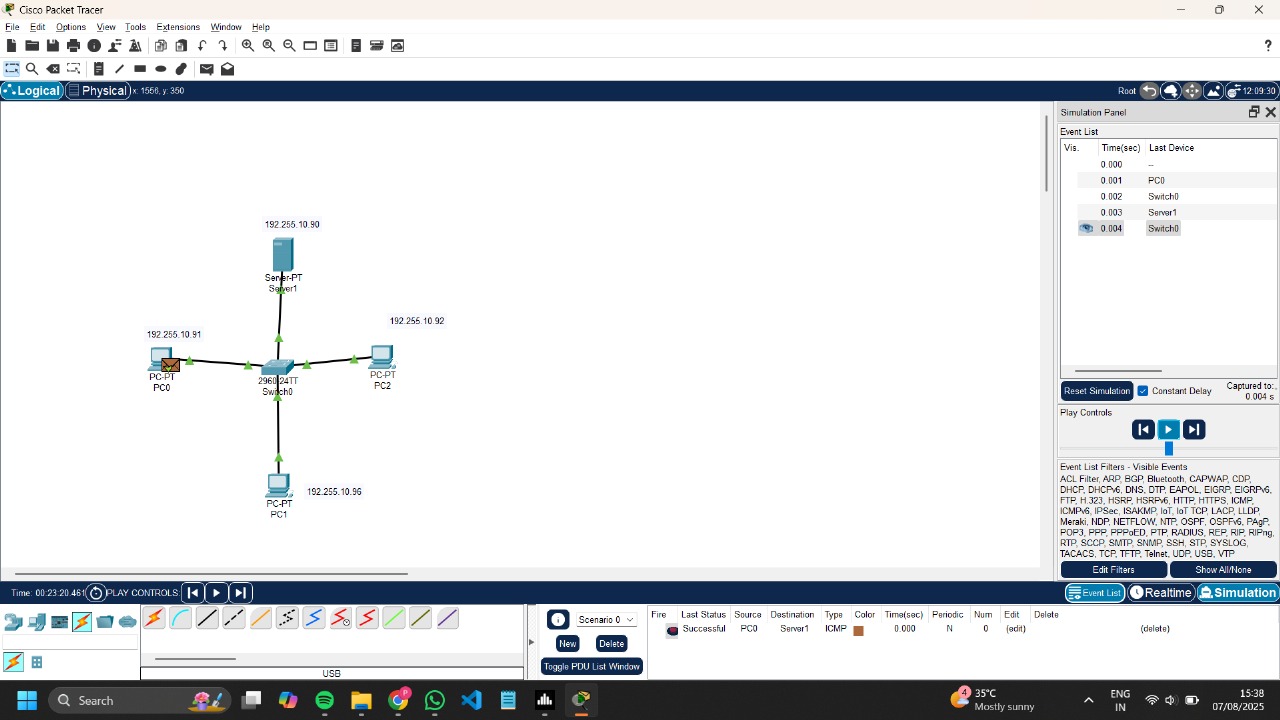 Cisco Packet Tracer
File Edit Options View Tools Extensions Window Help
Logical Physical x: 1556, y: 350 Root 12:09:30
Simulation Panel
Event List
Vis. Time(sec) Last Device
0.000 --
0.001 PC0
0.002 Switch0
0.003 Server1
0.004 Switch0
192.255.10.90
Server-PT
Server1
192.255.10.91
PC-PT
PC0
2960-24TT
Switch0
192.255.10.92
PC-PT
PC2
192.255.10.96
PC-PT
PC1
Reset Simulation Constant Delay Captured to:
0.004 s
Play Controls
Event List Filters - Visible Events
ACL Filter, ARP, BGP, Bluetooth, CAPWAP, CDP,
DHCP, DHCPv6, DNS, DTP, EAPOL, EIGRP, EIGRPv6,
FTP, H.323, HSRP, HSRPv6, HTTP, HTTPS, ICMP,
ICMPv6, IPSec, ISAKMP, IoT, IoT TCP, LACP, LLDP,
Meraki, NDP, NETFLOW, NTP, OSPF, OSPFv6, PAgP,
POP3, PPP, PPPoED, PTP, RADIUS, REP, RIP, RIPng,
RTP, SCCP, SMTP, SNMP, SSH, STP, SYSLOG,
TACACS, TCP, TFTP, Telnet, UDP, USB, VTP
Edit Filters Show All/None
Time: 00:23:20.461 PLAY CONTROLS: Event List Realtime Simulation
USB
Scenario 0
New Delete
Toggle PDU List Window
Fire Last Status Source Destination Type Color Time(sec) Periodic Num Edit Delete
Successful PC0 Server1 ICMP 0.000 N 0 (edit) (delete)
Search
4 35°C
Mostly sunny
ENG
IN
15:38
07/08/2025